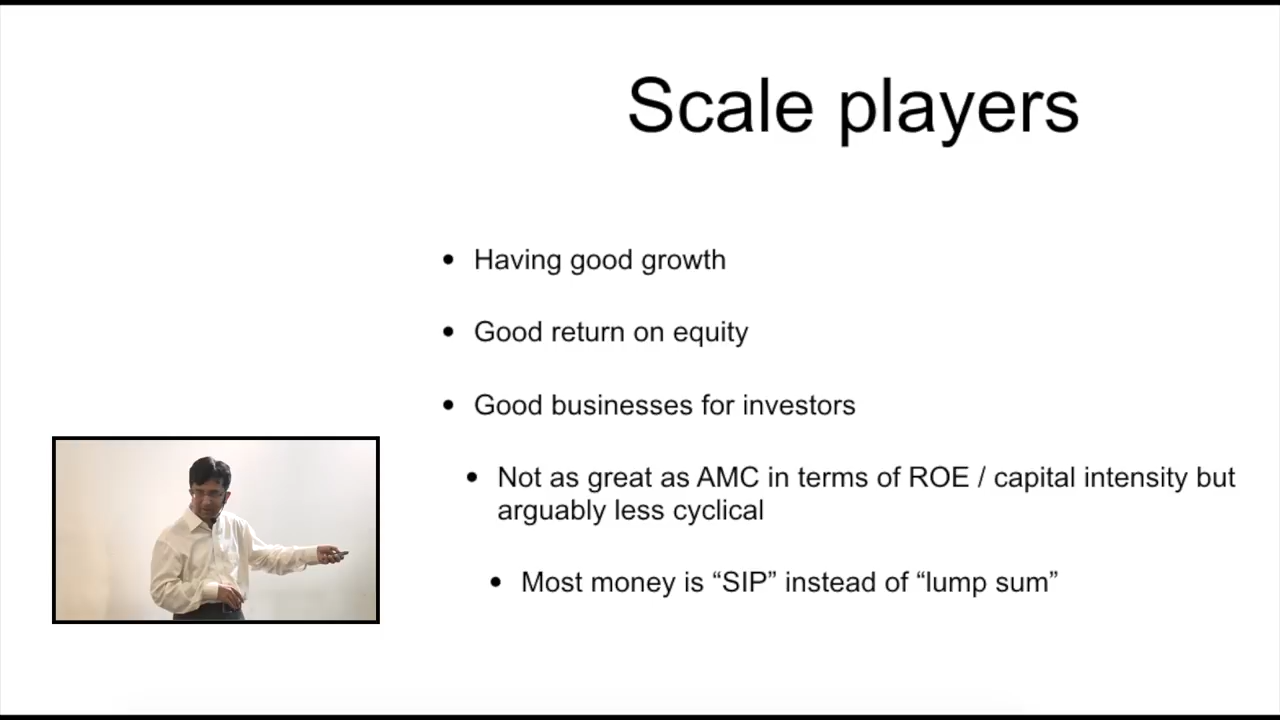 Scale players
• Having good growth
• Good return on equity
• Good businesses for investors
• Not as great as AMC in terms of ROE / capital intensity but
arguably less cyclical
• Most money is “SIP” instead of “lump sum”